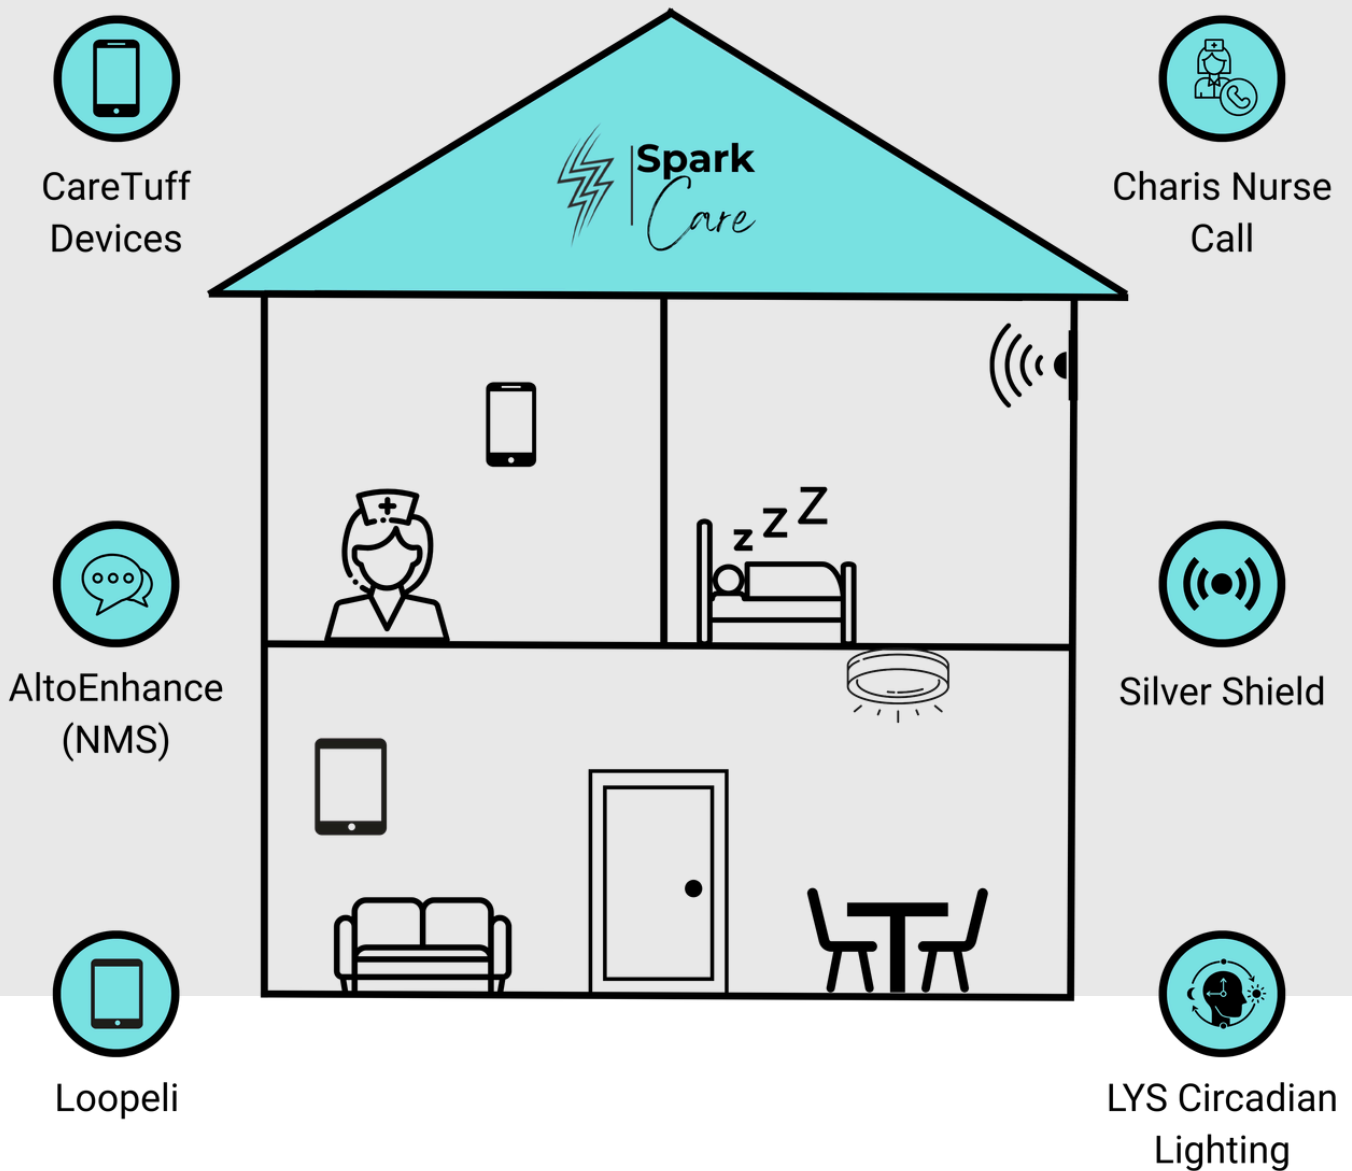 CareTuff
Devices
Spark
Care
Charis Nurse
Call
z z Z
AltoEnhance
(NMS)
Silver Shield
Loopeli
LYS Circadian
Lighting